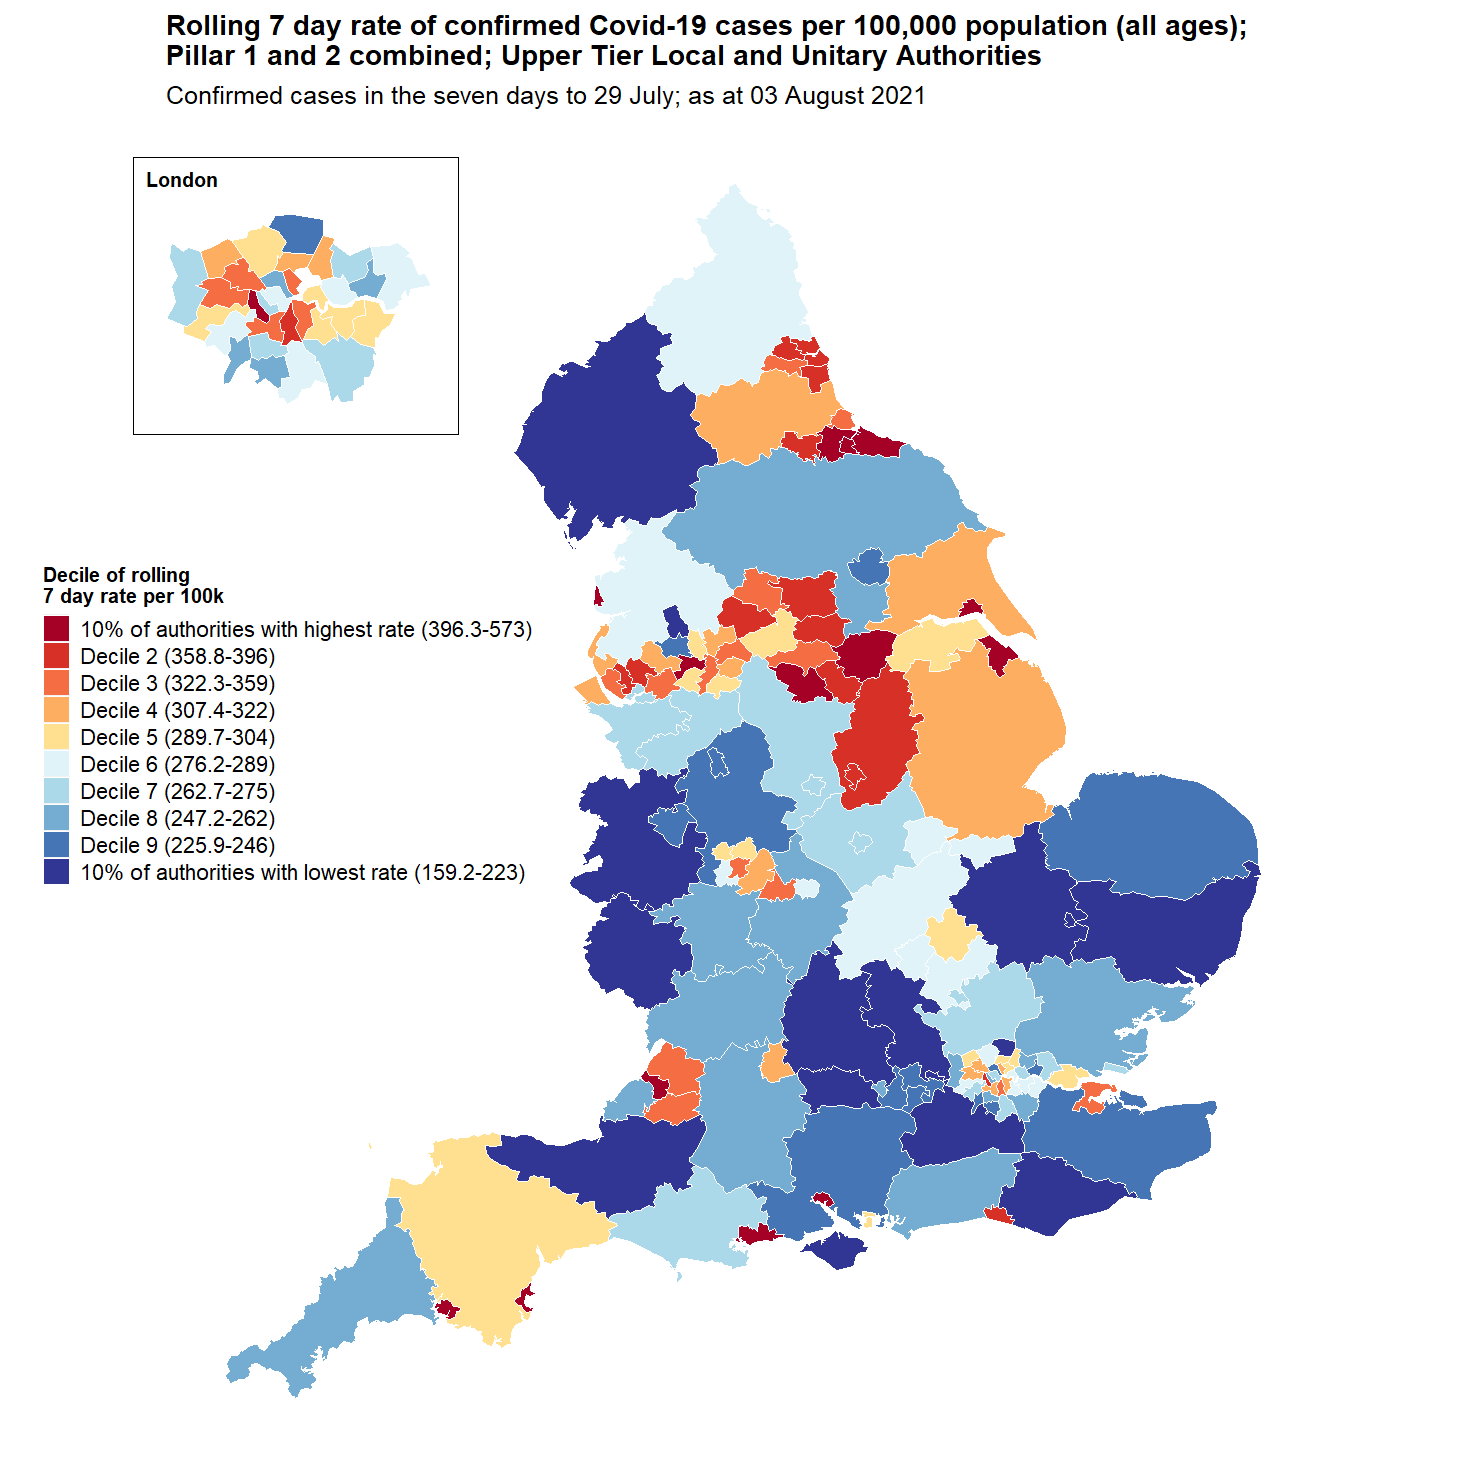 Rolling 7 day rate of confirmed Covid-19 cases per 100,000 population (all ages);
Pillar 1 and 2 combined; Upper Tier Local and Unitary Authorities
Confirmed cases in the seven days to 29 July; as at 03 August 2021
London
Decile of rolling
7 day rate per 100k
10% of authorities with highest rate (396.3-573)
Decile 2 (358.8-396)
Decile 3 (322.3-359)
Decile 4 (307.4-322)
Decile 5 (289.7-304)
Decile 6 (276.2-289)
Decile 7 (262.7-275)
Decile 8 (247.2-262)
Decile 9 (225.9-246)
10% of authorities with lowest rate (159.2-223)